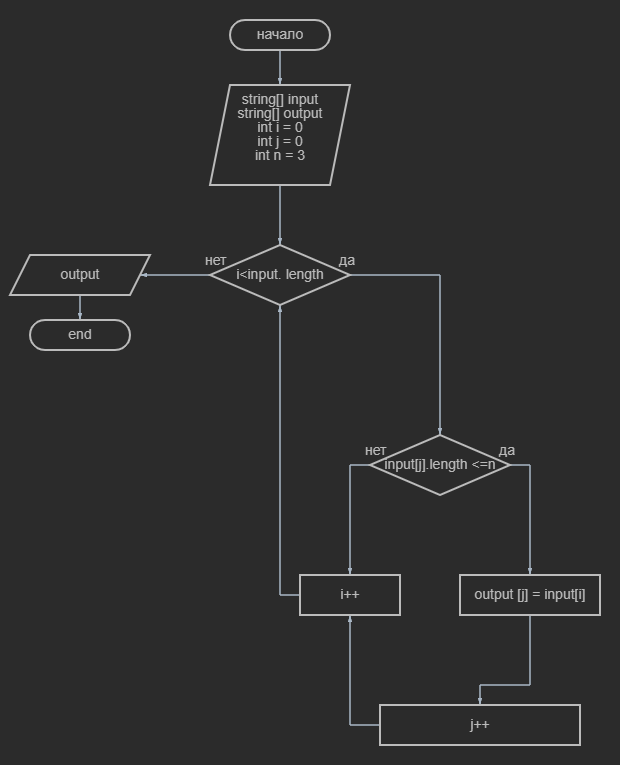 начало
string[] input
string[] output
int i = 0
int j = 0
int n = 3
нет
да
i<input. length
output
end
нет
да
input[j].length <=n
i++
output [j] = input[i]
j++